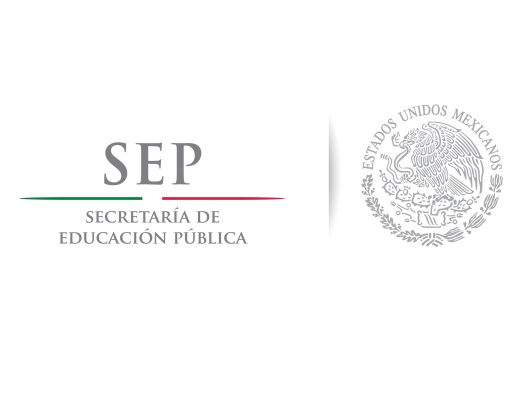 SEP
SECRETARÍA DE
EDUCACIÓN PÚBLICA
ESTADOS UNIDOS MEXICANOS